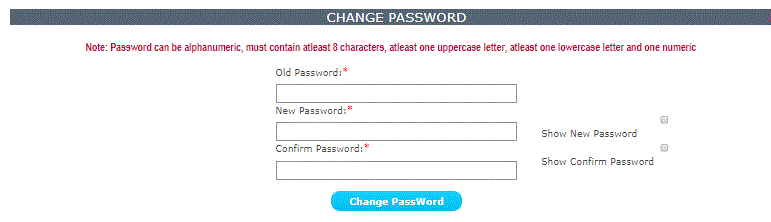 CHANGE PASSWORD
Note: Password can be alphanumeric, must contain atleast 8 characters, atleast one uppercase letter, atleast one lowercase letter and one numeric
Old Password:*
New Password:*
Show New Password
Confirm Password:*
Show Confirm Password
Change PassWord